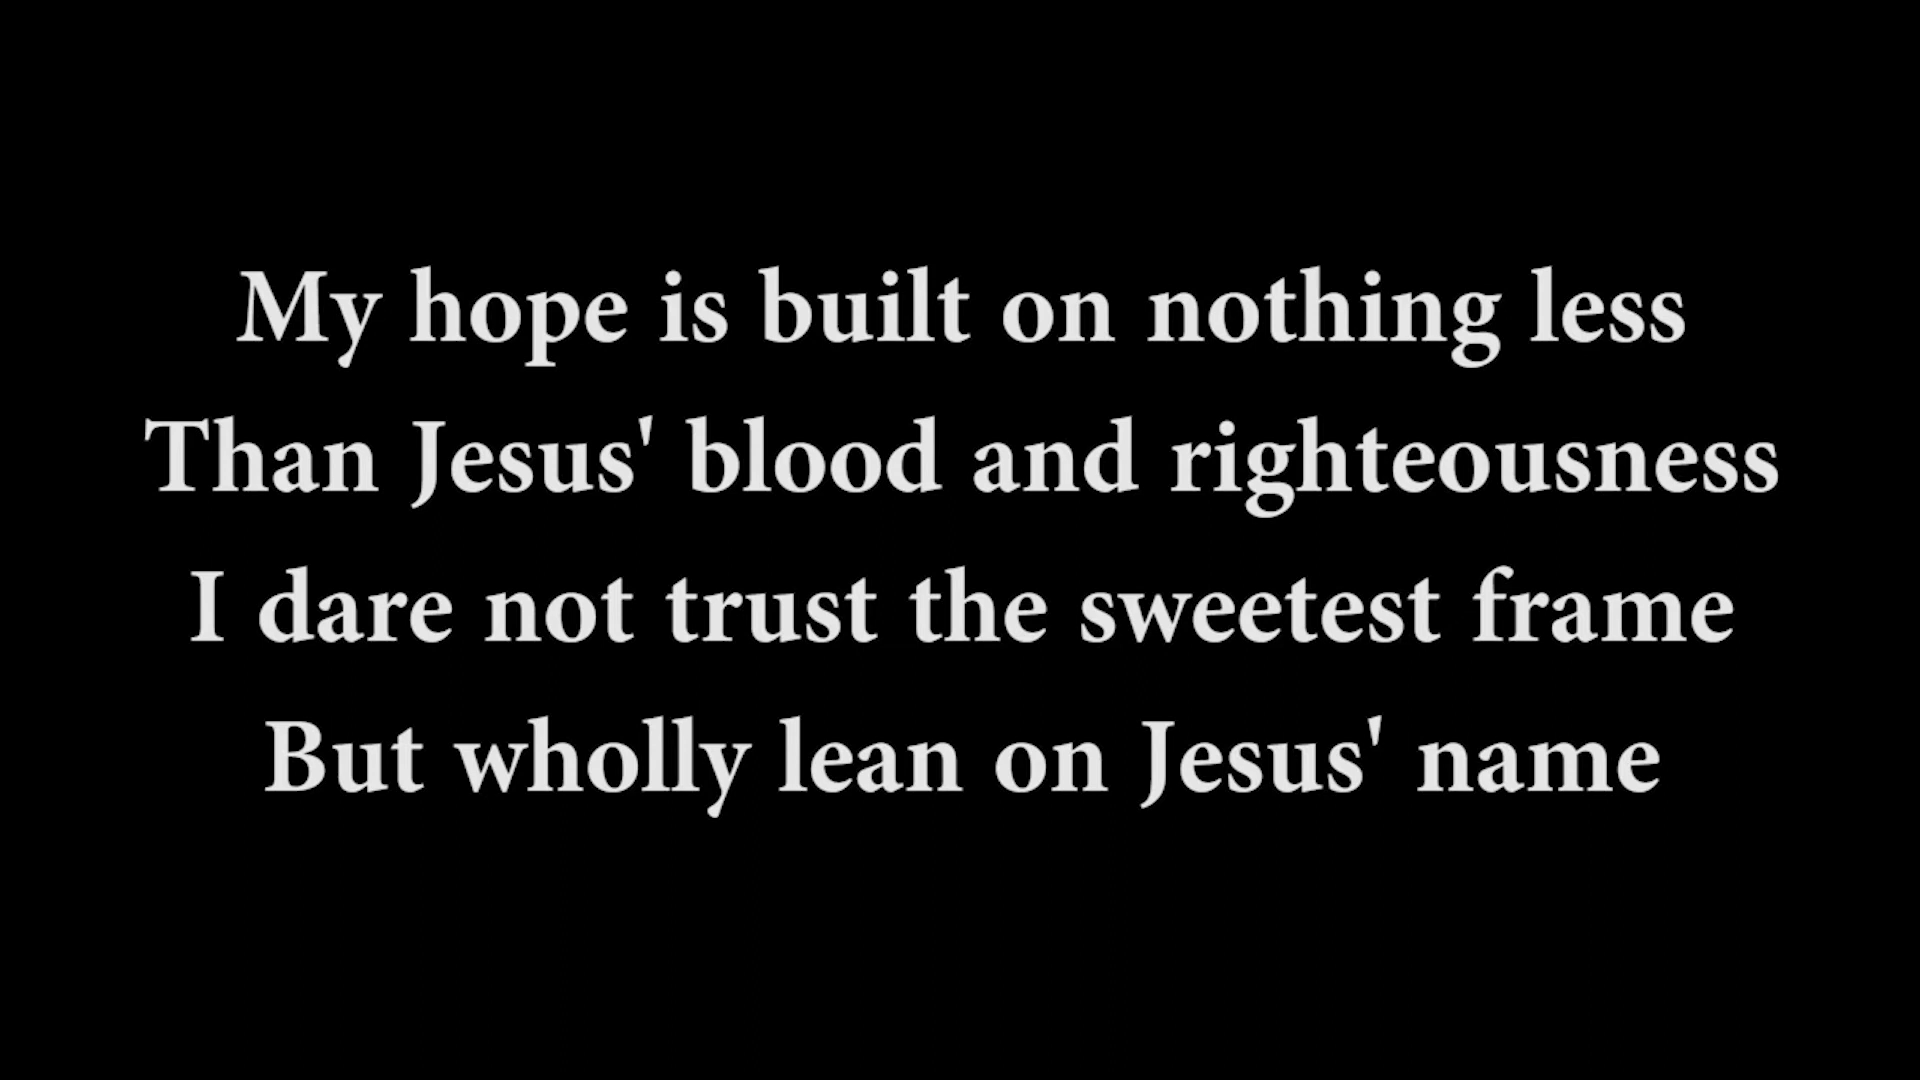 My hope is built on nothing less
Than Jesus' blood and righteousness
I dare not trust the sweetest frame
But wholly lean on Jesus' name